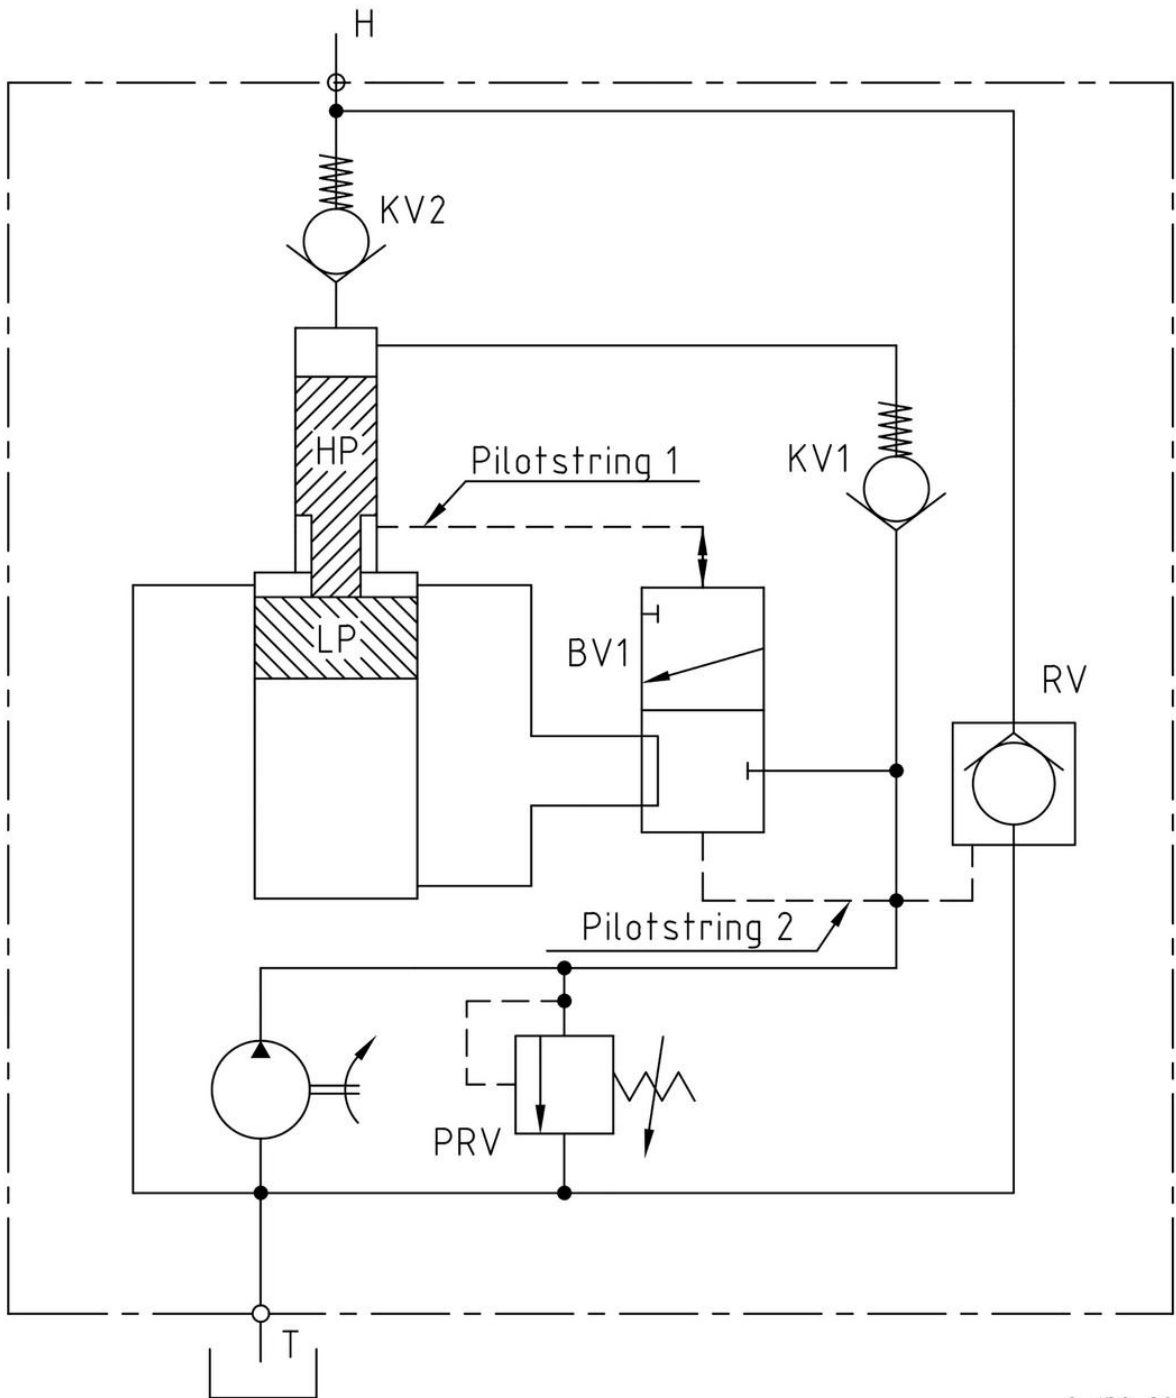 H
KV2
HP
Pilotstring 1
KV1
LP
BV1
RV
Pilotstring 2
PRV
T